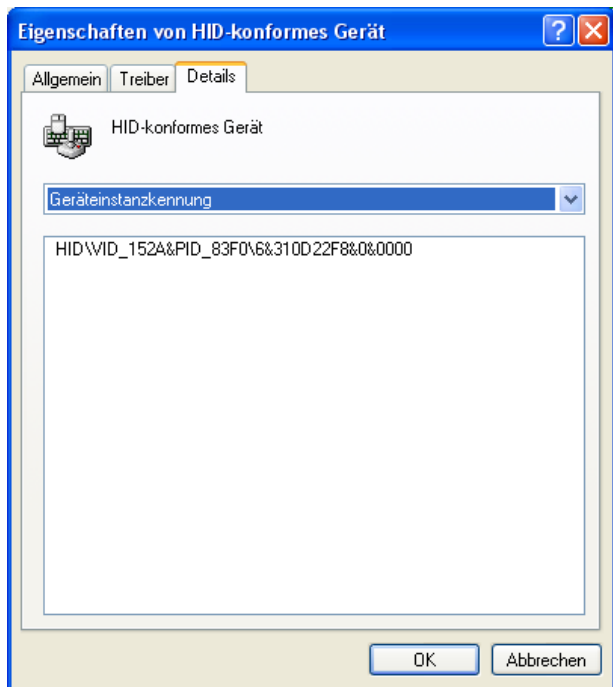 Eigenschaften von HID-konformes Gerät
Allgemein Treiber Details
HID-konformes Gerät
Geräteinstanzkennung
HID\VID_152A&PID_83F0\6&310D22F8&0&0000
OK Abbrechen